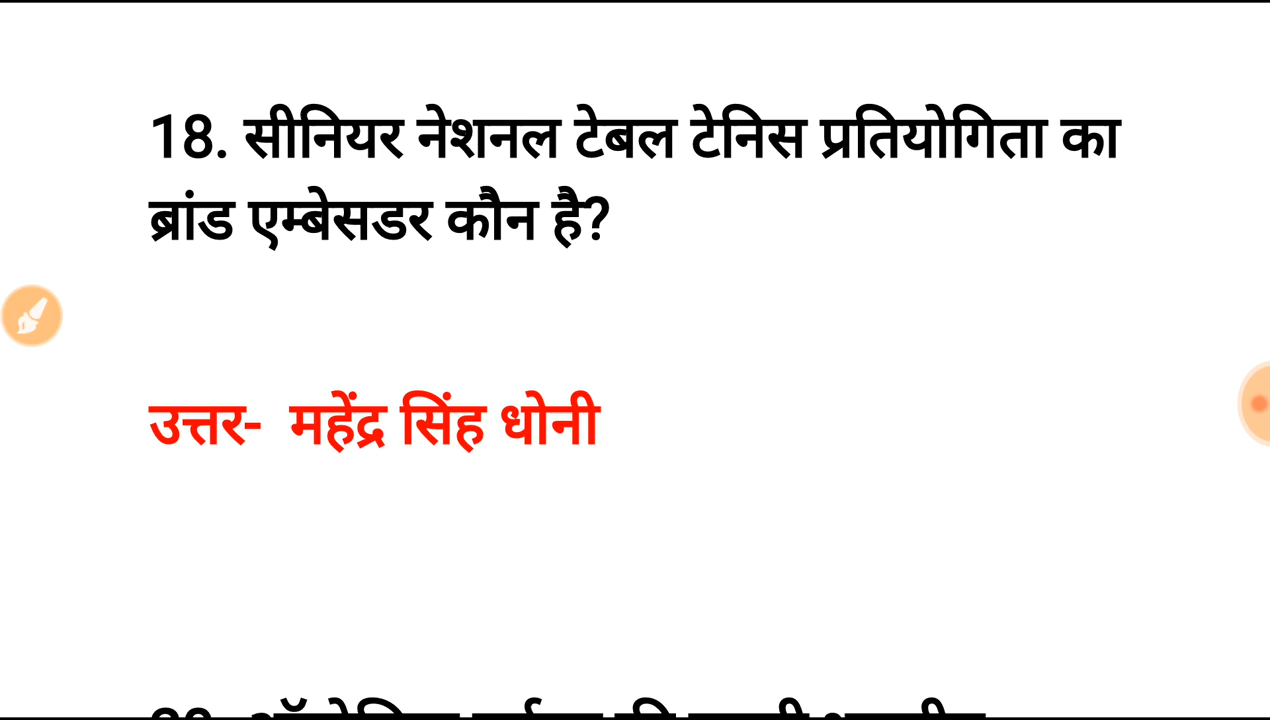 18. सीनियर नेशनल टेबल टेनिस प्रतियोगिता का
ब्रांड एम्बेसडर कौन है?
उत्तर- महेंद्र सिंह धोनी